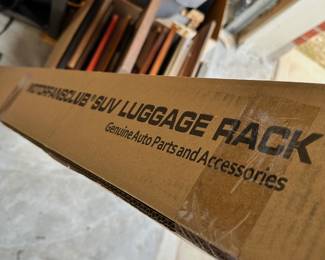 MOTORFANSCLUB® SUV LUGGAGE RACK
Genuine Auto Parts and Accessories